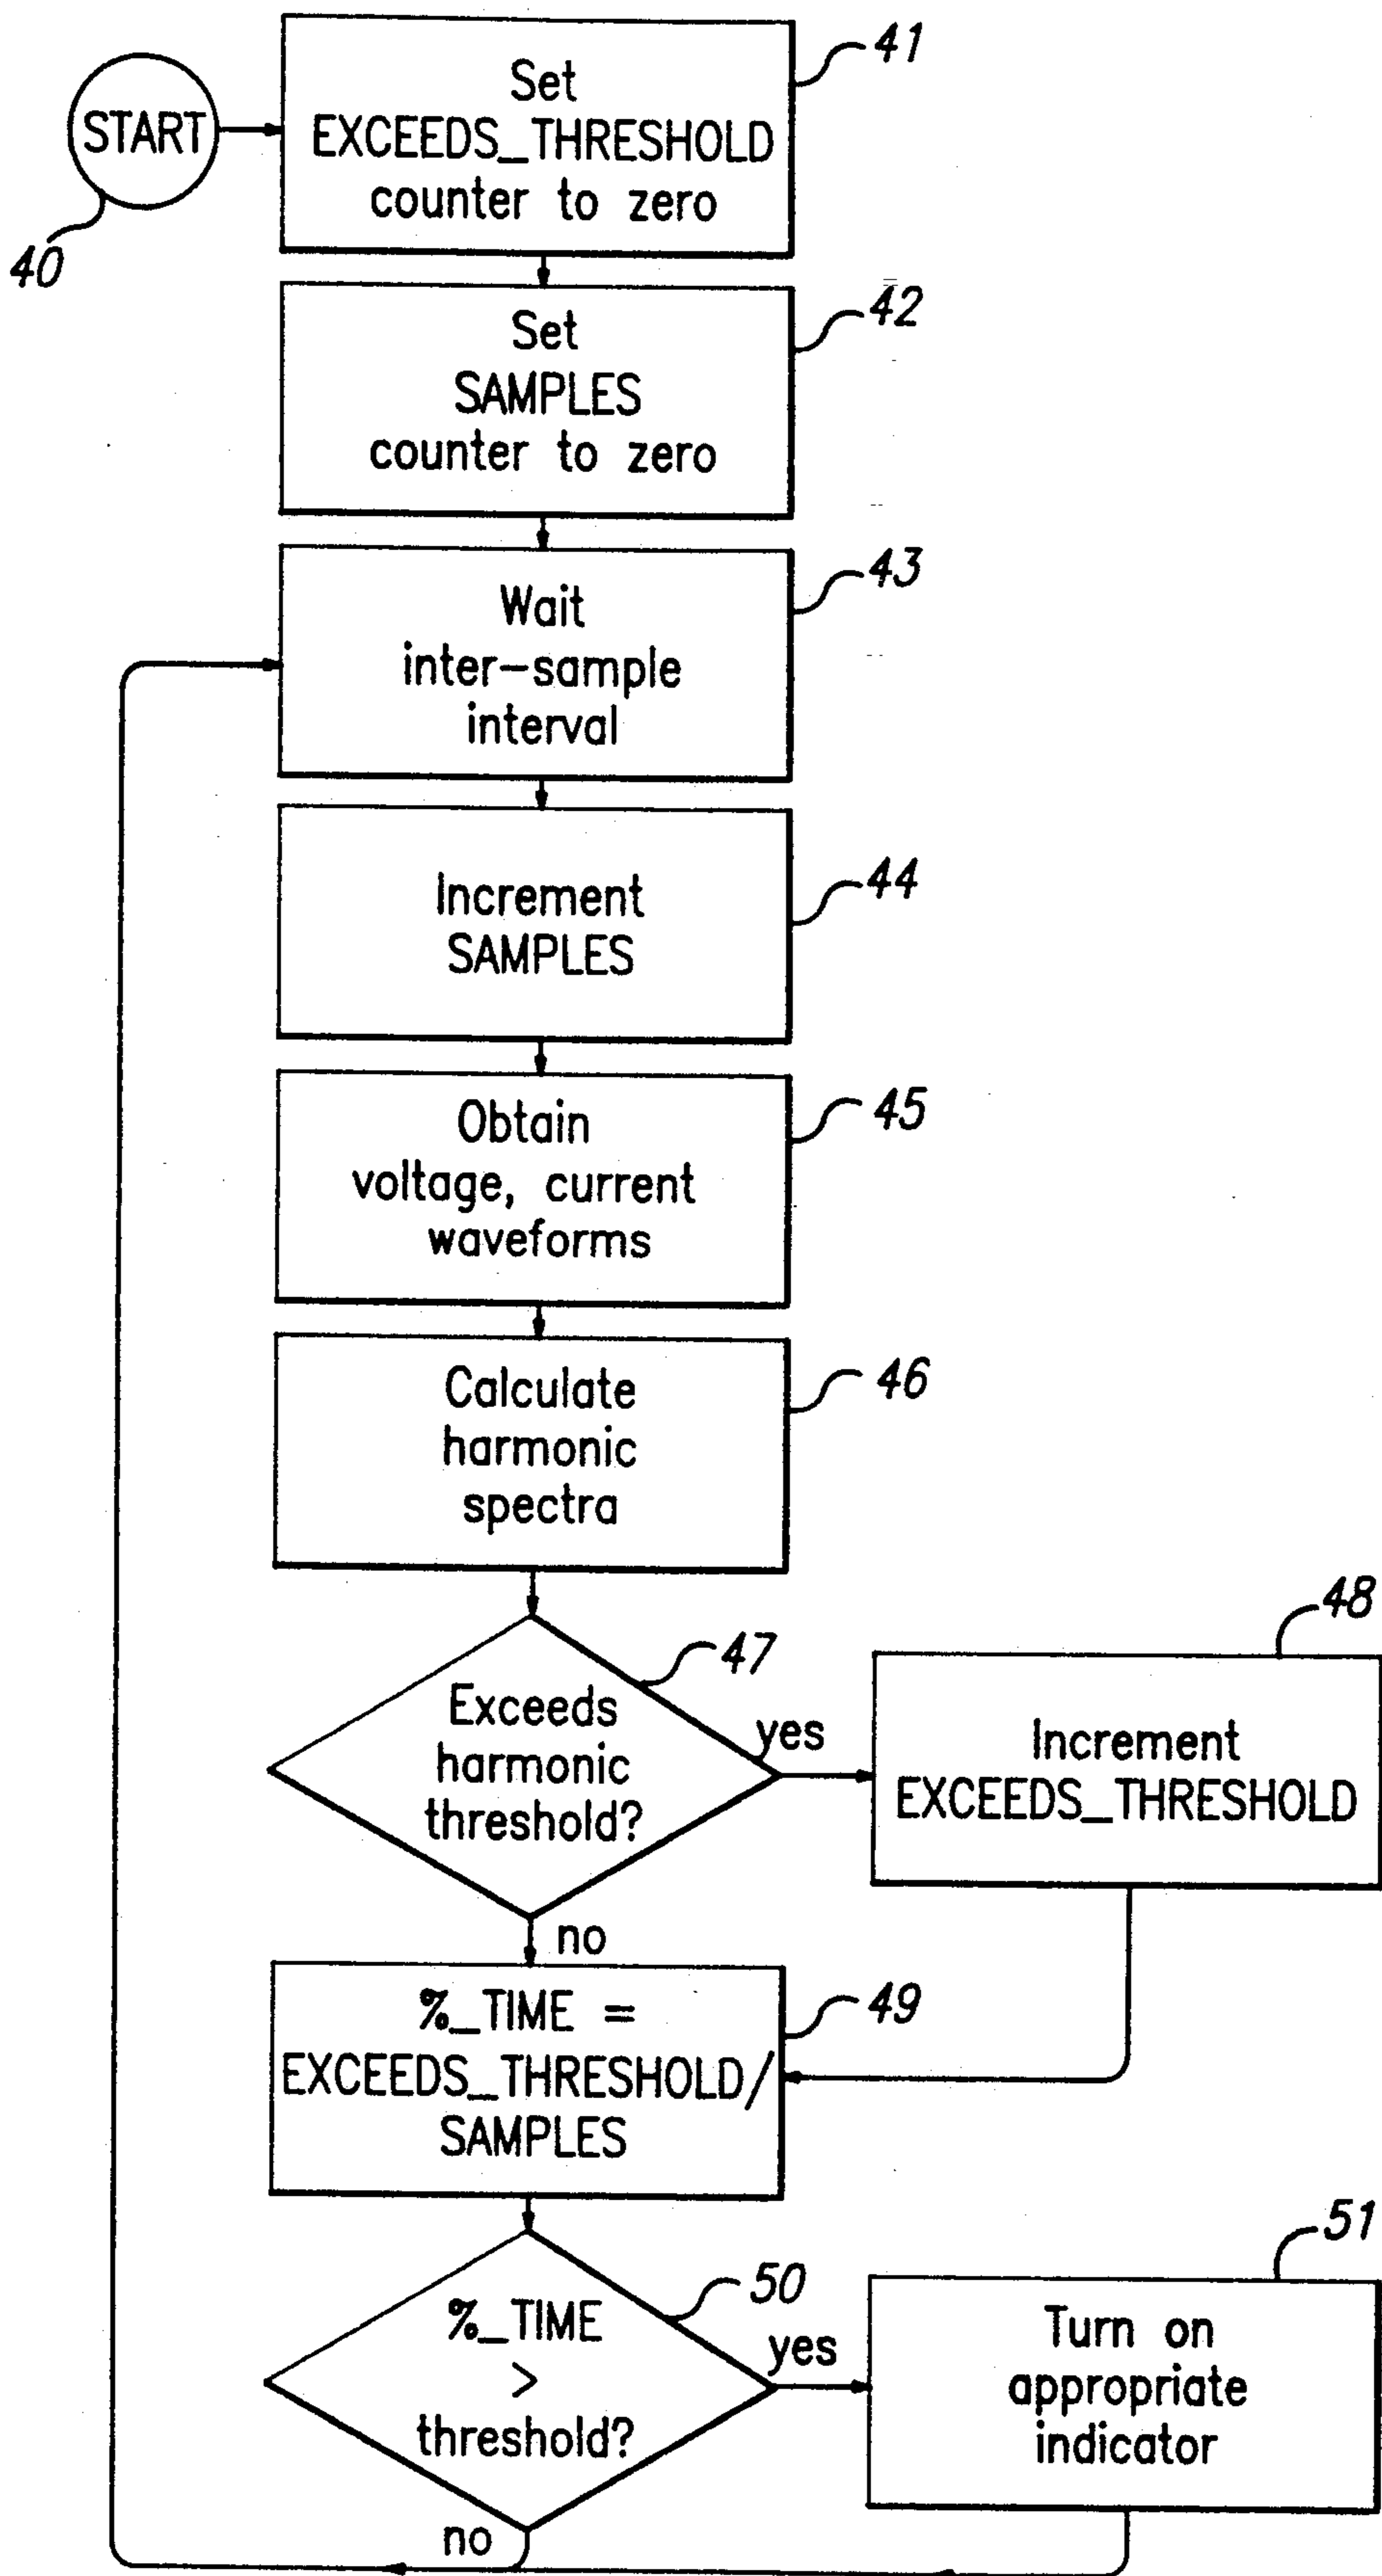 START
40
Set
EXCEEDS_THRESHOLD
counter to zero
41
Set
SAMPLES
counter to zero
42
Wait
inter-sample
interval
43
Increment
SAMPLES
44
Obtain
voltage, current
waveforms
45
Calculate
harmonic
spectra
46
Exceeds
harmonic
threshold?
47
yes
Increment
EXCEEDS_THRESHOLD
48
no
%_TIME =
EXCEEDS_THRESHOLD/
SAMPLES
49
%_TIME
>
threshold?
50
yes
Turn on
appropriate
indicator
51
no